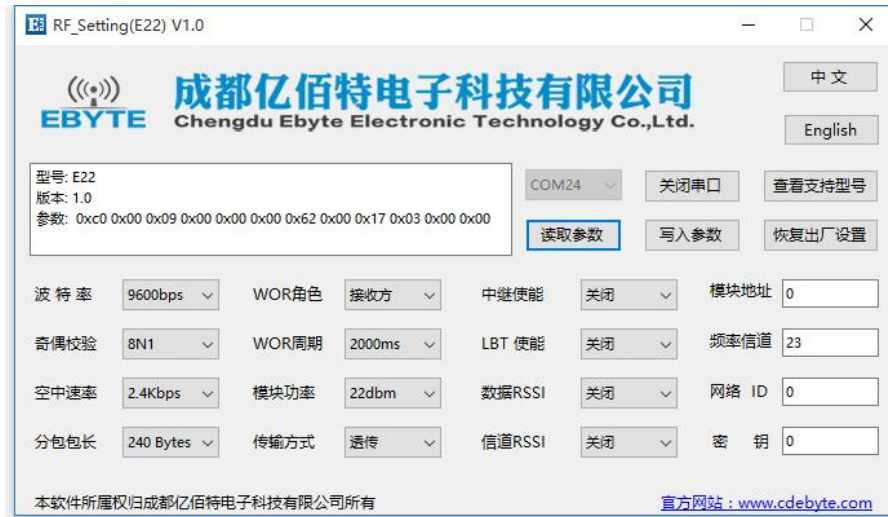 RF_Setting(E22) V1.0
EBYTE
成都亿佰特电子科技有限公司
Chengdu Ebyte Electronic Technology Co.,Ltd.
中 文
English
型号: E22
版本: 1.0
参数: 0xc0 0x00 0x09 0x00 0x00 0x00 0x62 0x00 0x17 0x03 0x00 0x00
COM24 关闭串口 查看支持型号
读取参数 写入参数 恢复出厂设置
波 特 率 9600bps WOR角色 接收方 中继使能 关闭 模块地址 0
奇偶校验 8N1 WOR周期 2000ms LBT 使能 关闭 频率信道 23
空中速率 2.4Kbps 模块功率 22dbm 数据RSSI 关闭 网络 ID 0
分包包长 240 Bytes 传输方式 透传 信道RSSI 关闭 密 钥 0
本软件所属权归成都亿佰特电子科技有限公司所有 官方网站：www.cdebyte.com